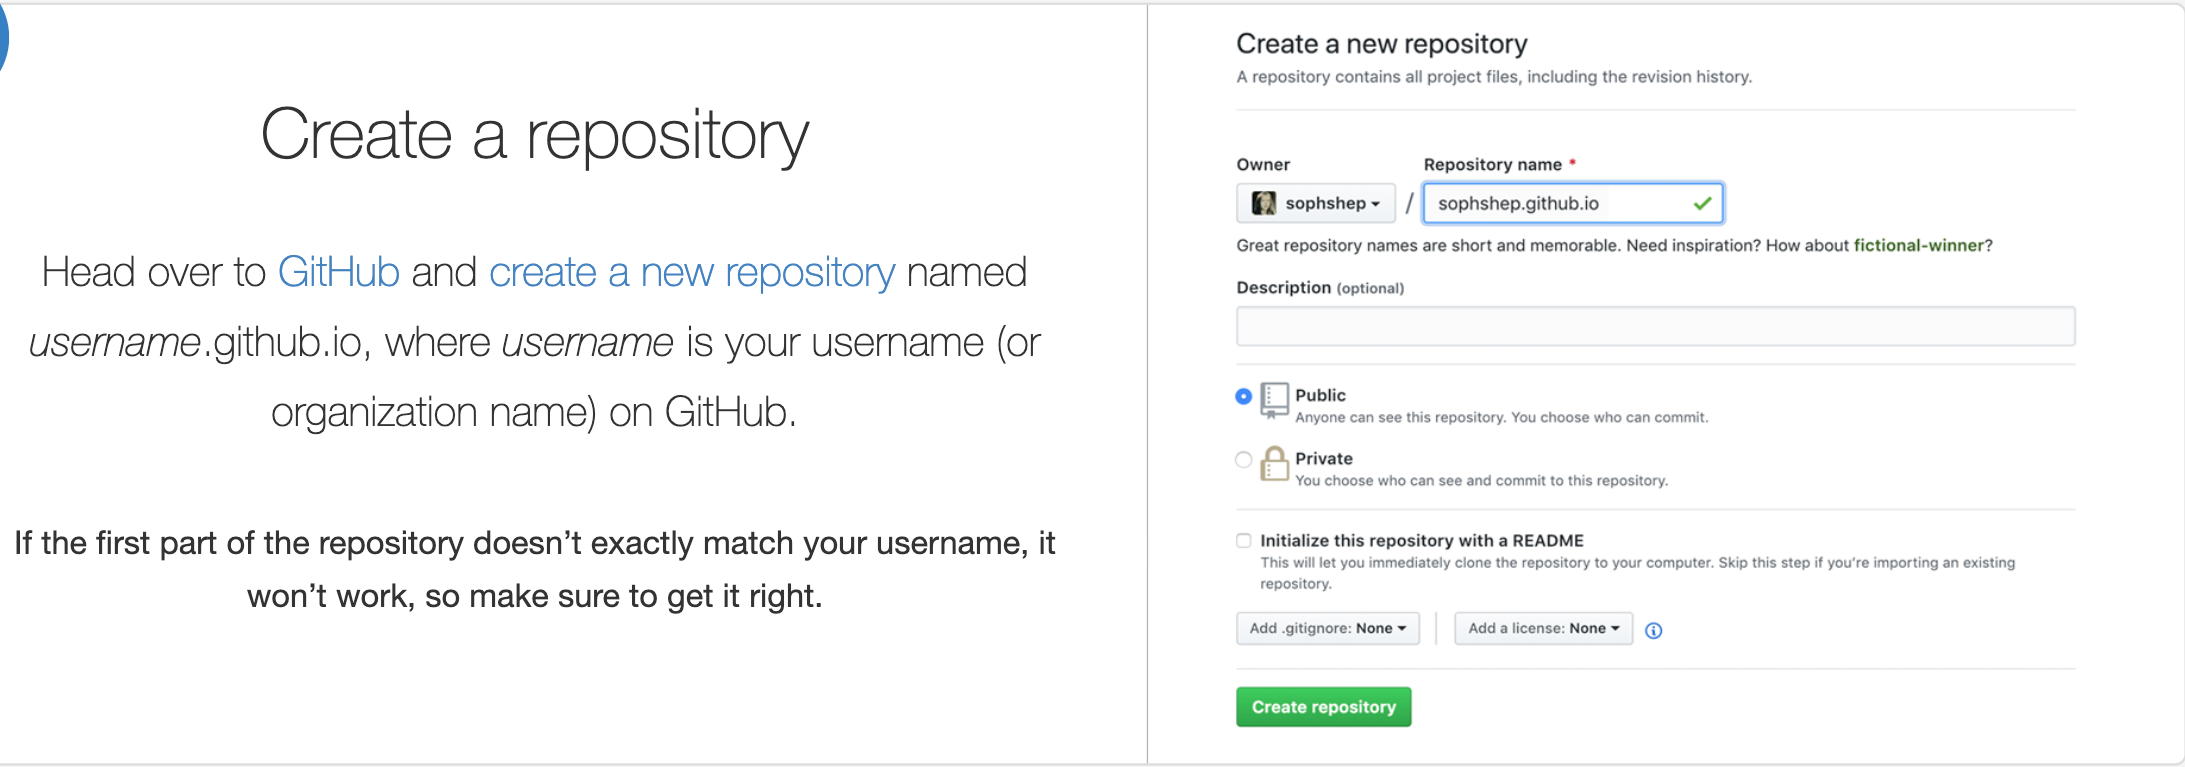 Create a repository
Head over to GitHub and create a new repository named
username.github.io, where username is your username (or
organization name) on GitHub.
If the first part of the repository doesn’t exactly match your username, it
won’t work, so make sure to get it right.
Create a new repository
A repository contains all project files, including the revision history.
Owner
Repository name *
sophshep / sophshep.github.io
Great repository names are short and memorable. Need inspiration? How about fictional-winner?
Description (optional)
Public
Anyone can see this repository. You choose who can commit.
Private
You choose who can see and commit to this repository.
Initialize this repository with a README
This will let you immediately clone the repository to your computer. Skip this step if you’re importing an existing
repository.
Add .gitignore: None
Add a license: None
Create repository